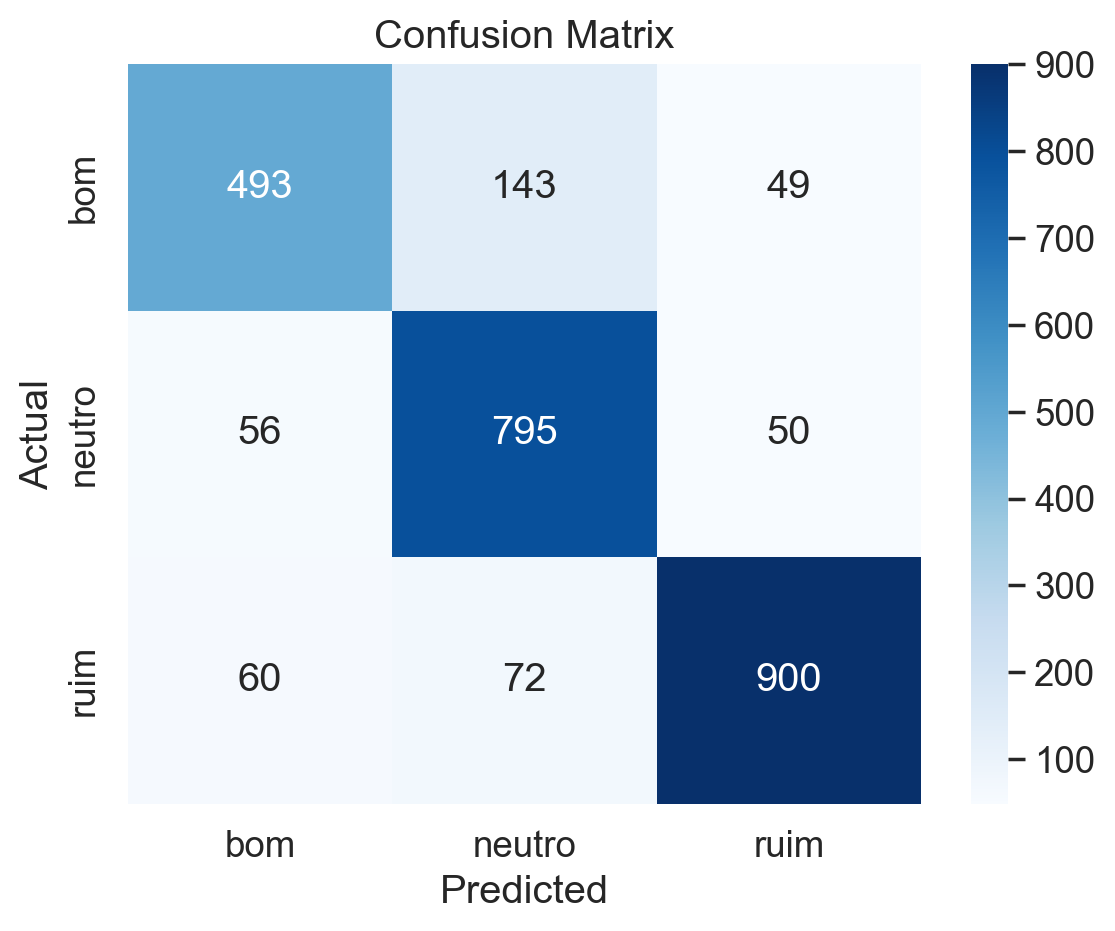 Confusion Matrix
Actual
bom
493 143 49
neutro
56 795 50
ruim
60 72 900
bom neutro ruim
Predicted
900
800
700
600
500
400
300
200
100